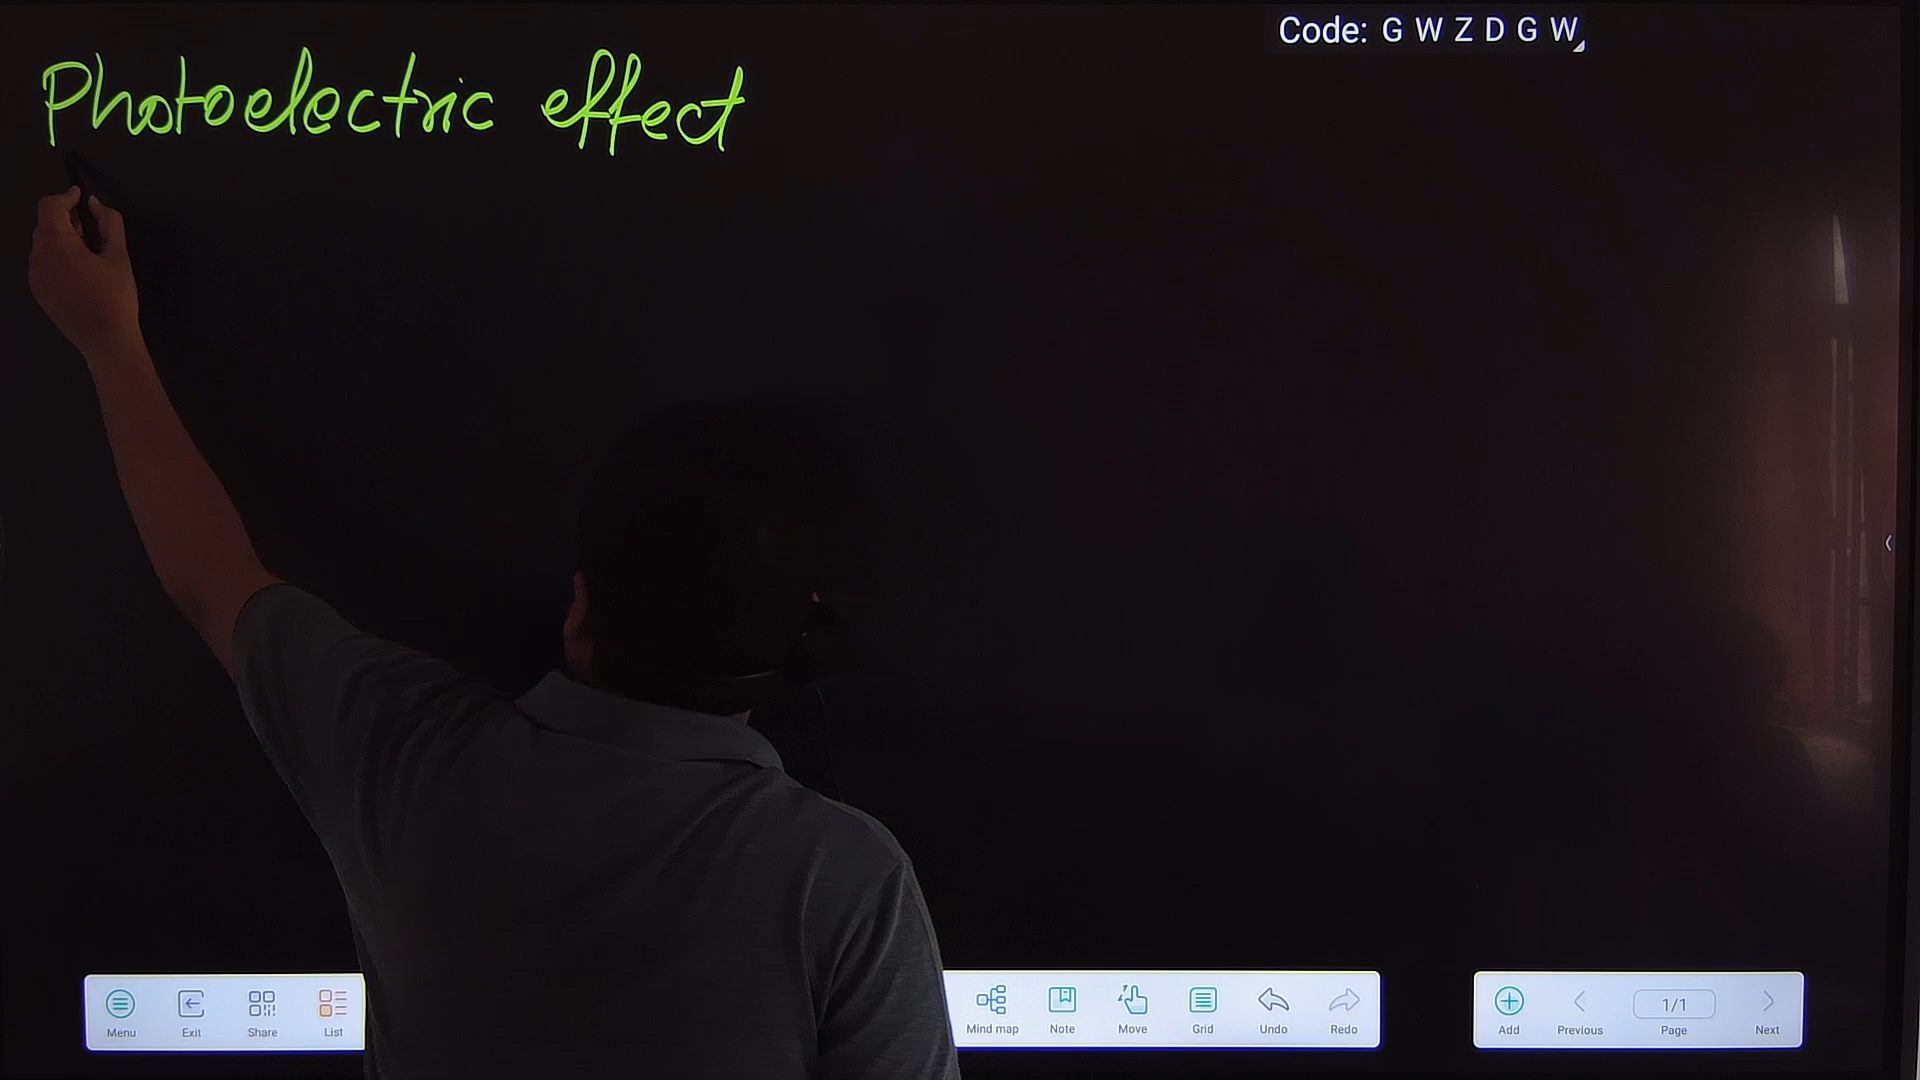 Code: G W Z D G W
Photoelectric effect
Menu Exit Share List Mind map Note Move Grid Undo Redo Add Previous 1/1 Page Next